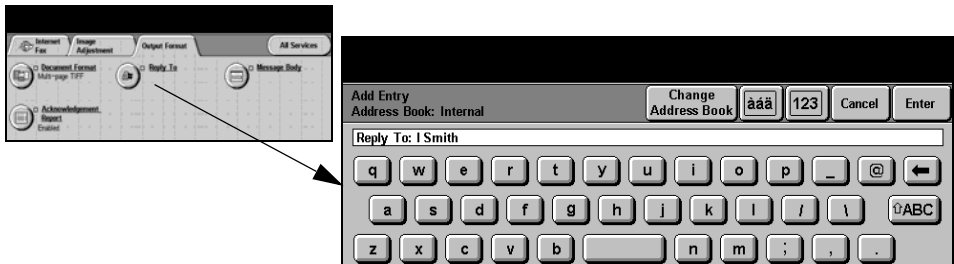 Internet Fax
Image Adjustment
Output Format
All Services
Document Format
Multi-page TIFF
Reply To
Message Body
Acknowledgement Report
Enabled
Add Entry
Address Book: Internal
Change Address Book
àáä
123
Cancel
Enter
Reply To: I Smith
q w e r t y u i o p _ @ ←
a s d f g h j k l / \ ⇧ABC
z x c v b n m ; , .